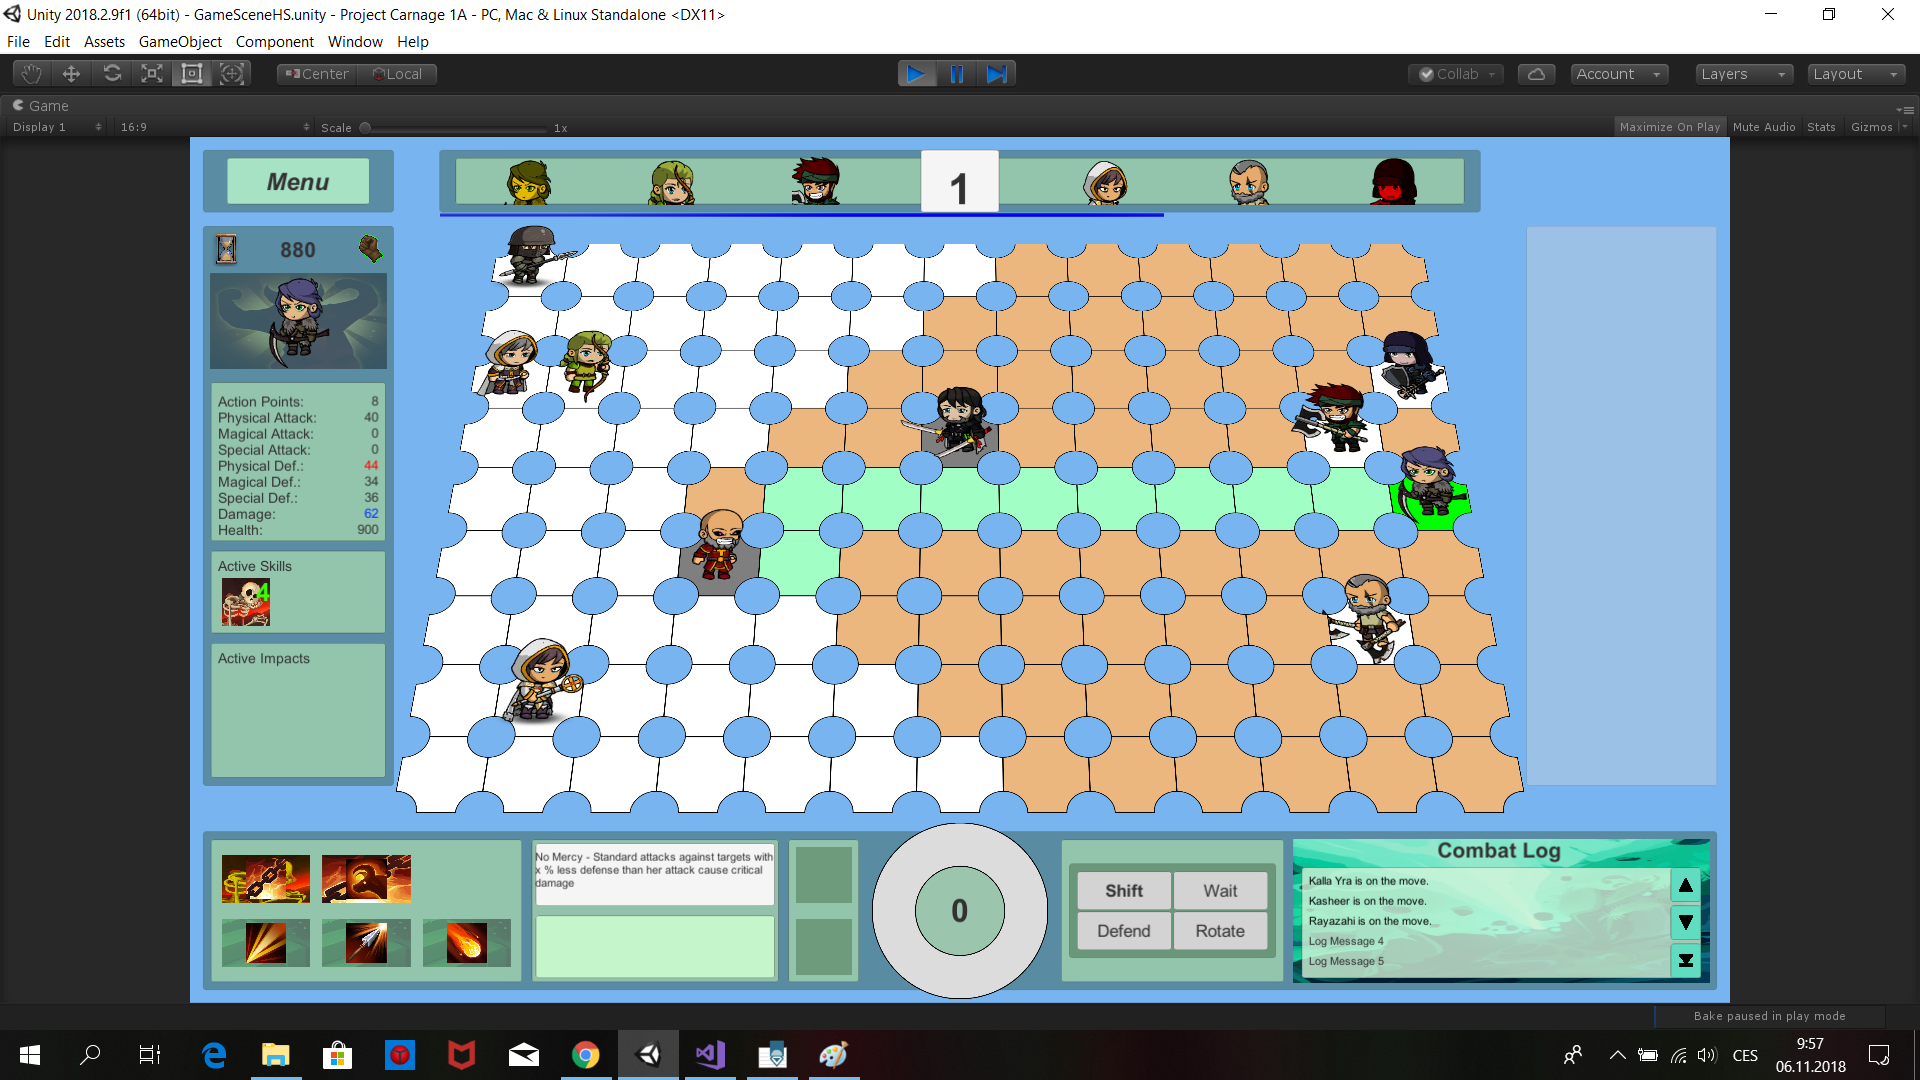 Unity 2018.2.9f1 (64bit) - GameSceneHS.unity - Project Carnage 1A - PC, Mac & Linux Standalone <DX11>
File Edit Assets GameObject Component Window Help
Center Local Collab Account Layers Layout
Game
Display 1 16:9 Scale 1x Maximize On Play Mute Audio Stats Gizmos
Menu
1
880
Action Points: 8
Physical Attack: 40
Magical Attack: 0
Special Attack: 0
Physical Def.: 44
Magical Def.: 34
Special Def.: 36
Damage: 62
Health: 900
Active Skills
4
Active Impacts
No Mercy - Standard attacks against targets with
x % less defense than her attack cause critical
damage
0
Shift Wait
Defend Rotate
Combat Log
Kalla Yra is on the move.
Kasheer is on the move.
Rayazahi is on the move.
Log Message 4
Log Message 5
Bake paused in play mode
CES
9:57
06.11.2018